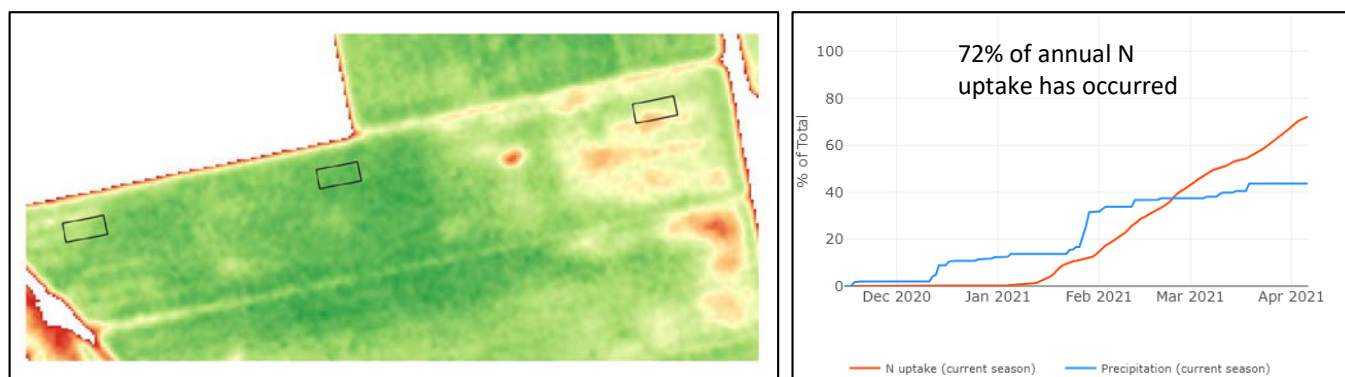 100
80
60
40
20
0
% of Total
72% of annual N
uptake has occurred
Dec 2020 Jan 2021 Feb 2021 Mar 2021 Apr 2021
N uptake (current season) Precipitation (current season)